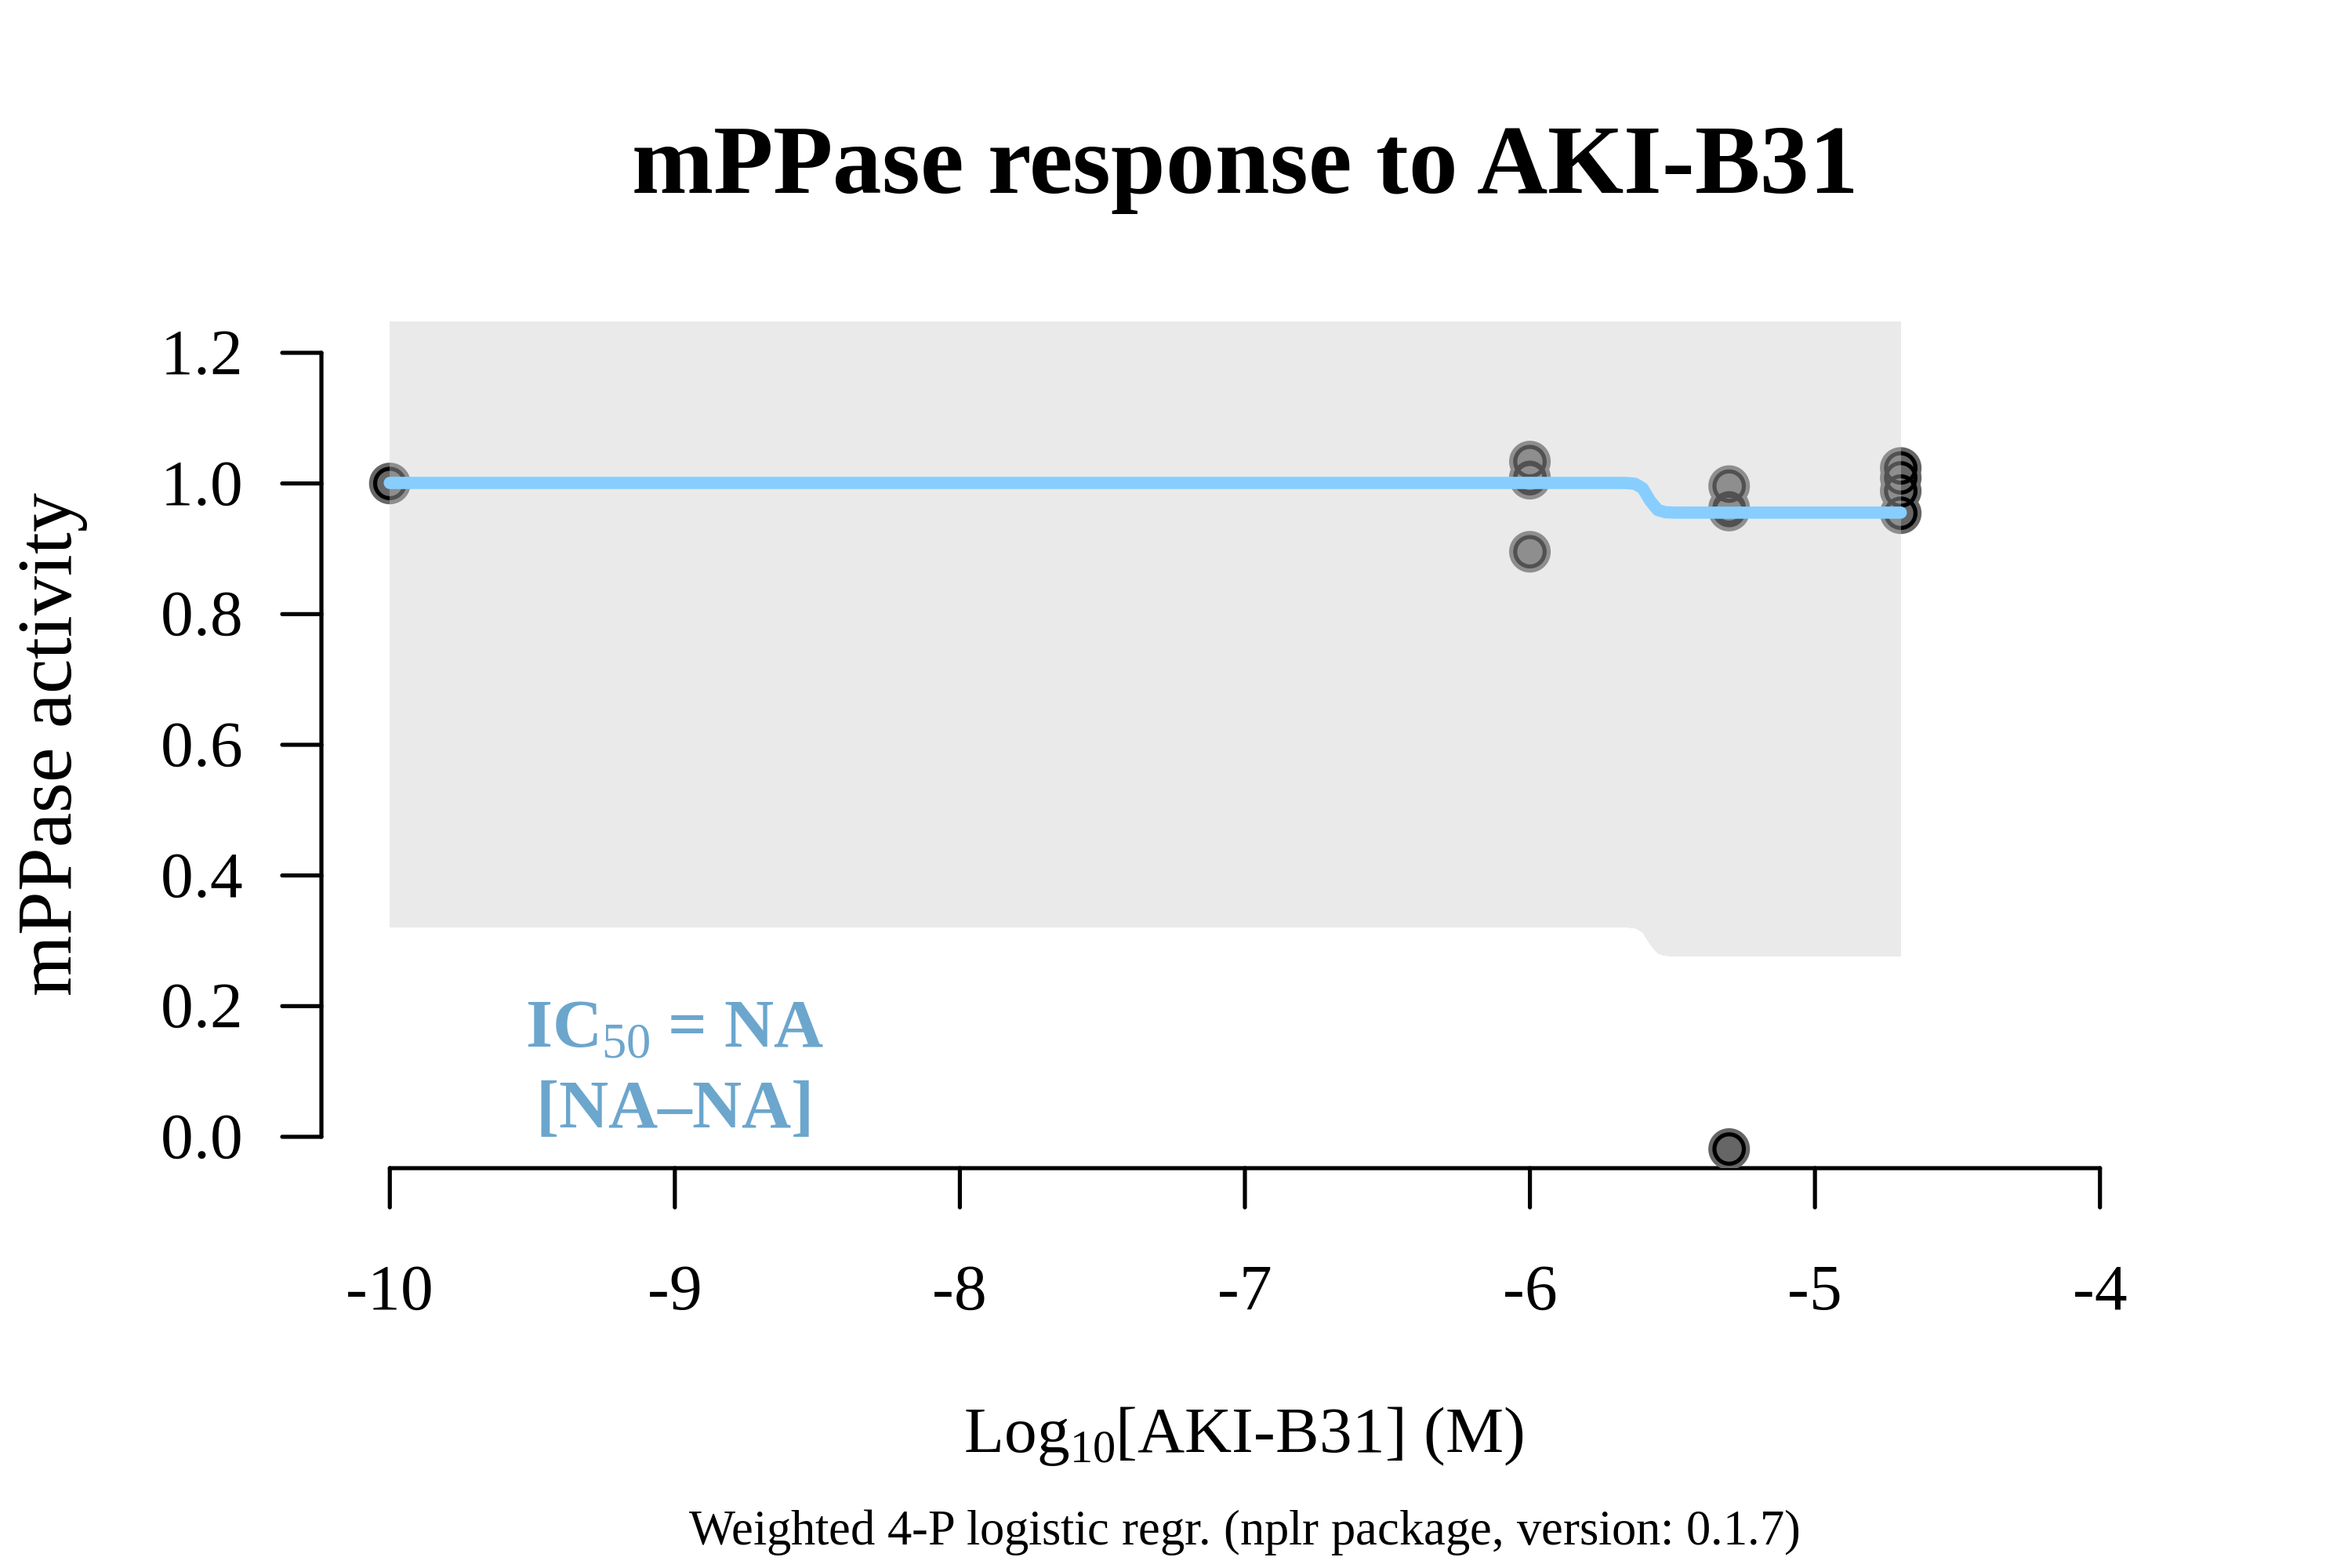 mPPase response to AKI-B31
mPPase activity
1.2
1.0
0.8
0.6
0.4
0.2
0.0
IC50 = NA
[NA–NA]
-10 -9 -8 -7 -6 -5 -4
Log10[AKI-B31] (M)
Weighted 4-P logistic regr. (nplr package, version: 0.1.7)